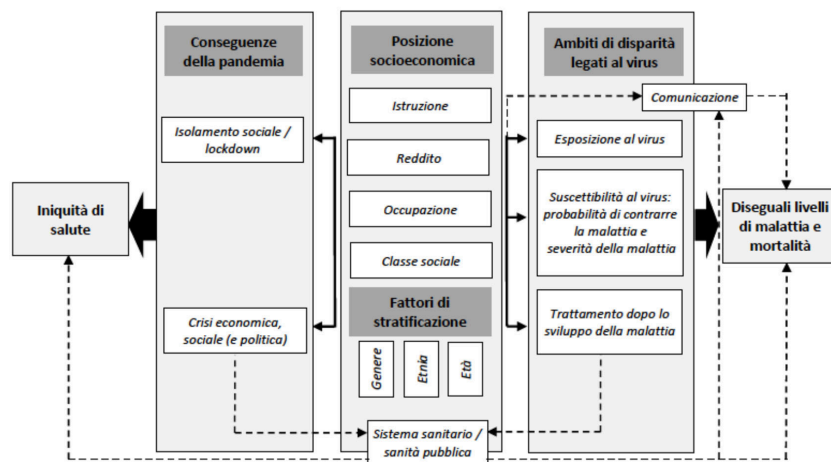 Conseguenze
della pandemia
Isolamento sociale /
lockdown
Crisi economica,
sociale (e politica)
Iniquità di
salute
Posizione
socioeconomica
Istruzione
Reddito
Occupazione
Classe sociale
Fattori di
stratificazione
Genere
Etnia
Età
Sistema sanitario /
sanità pubblica
Ambiti di disparità
legati al virus
Comunicazione
Esposizione al virus
Suscettibilità al virus:
probabilità di contrarre
la malattia e
severità della malattia
Trattamento dopo lo
sviluppo della malattia
Diseguali livelli
di malattia e
mortalità